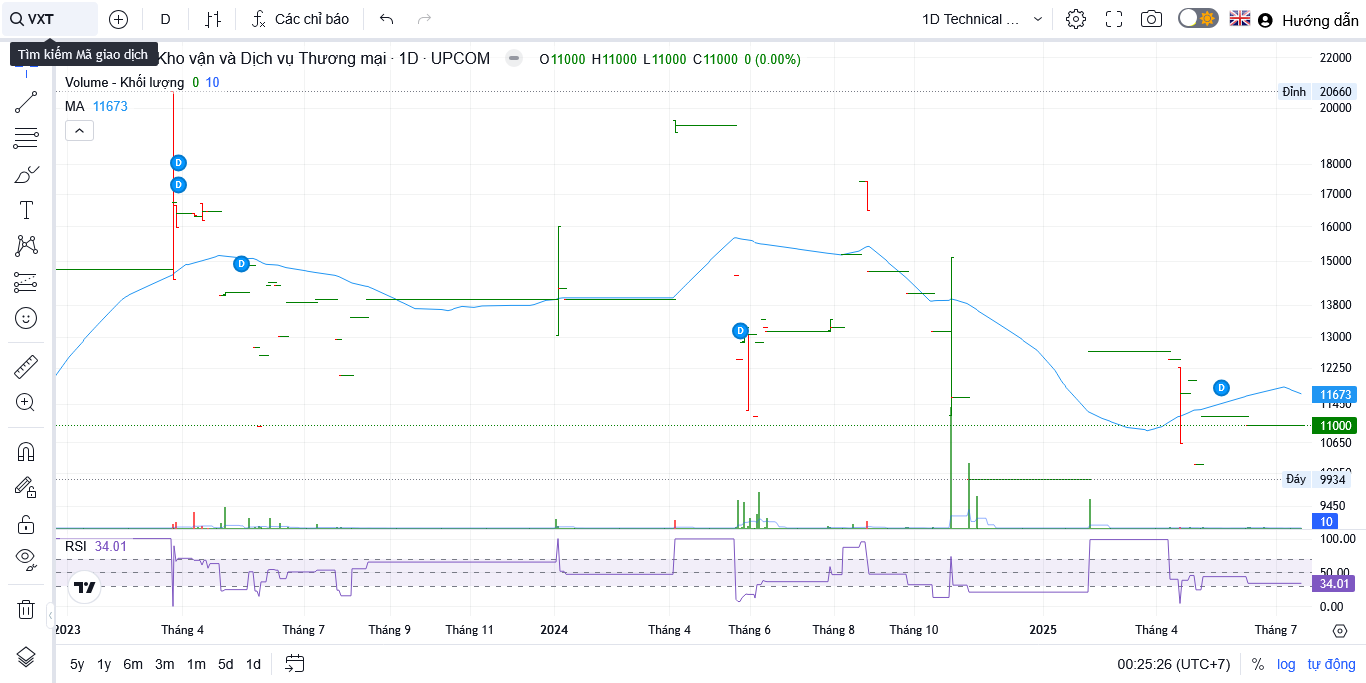 VXT
D
Các chỉ báo
1D Technical ...
Hướng dẫn
Tìm kiếm Mã giao dịch
Kho vận và Dịch vụ Thương mại · 1D · UPCOM
O11000 H11000 L11000 C11000 0 (0.00%)
Volume - Khối lượng 0 10
MA 11673
22000
Đỉnh 20660
20000
18000
17000
16000
15000
13800
13000
12250
11673
11450
11000
10650
Đáy 9934
9450
10
D
D
D
D
D
RSI 34.01
100.00
50.00
34.01
0.00
2023
Tháng 4
Tháng 7
Tháng 9
Tháng 11
2024
Tháng 4
Tháng 6
Tháng 8
Tháng 10
2025
Tháng 4
Tháng 7
5y 1y 6m 3m 1m 5d 1d
00:25:26 (UTC+7)
% log tự động